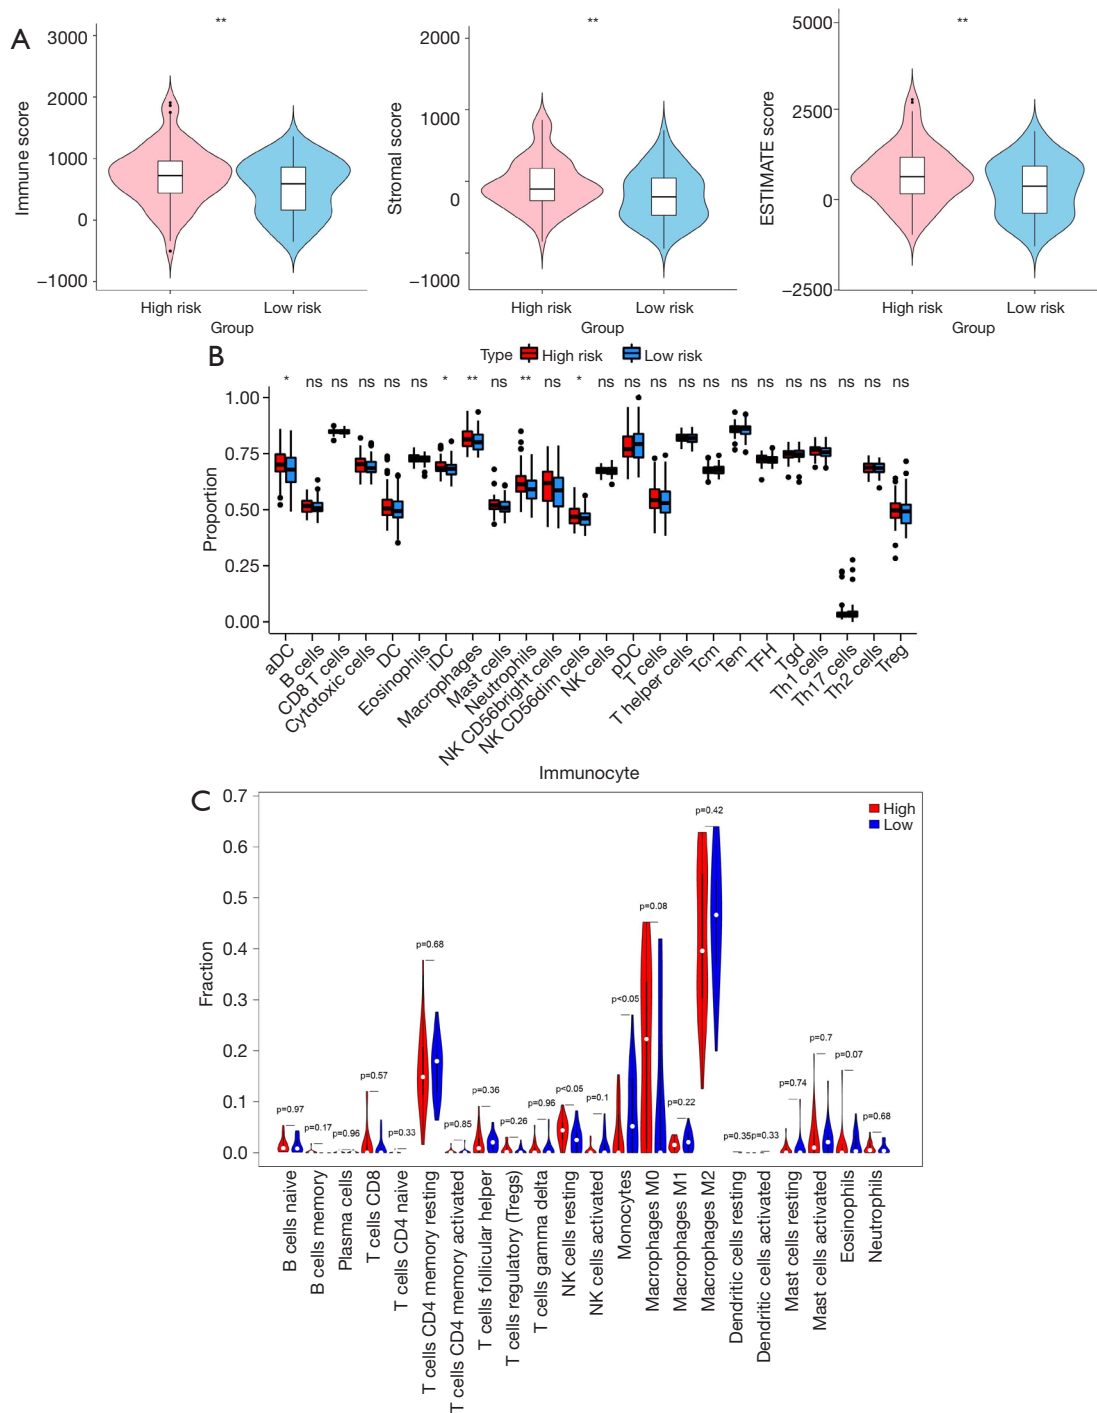 A
**
3000
2000
1000
0
−1000
Immune score
High risk
Low risk
Group
**
2000
1000
0
−1000
Stromal score
High risk
Low risk
Group
**
5000
2500
0
−2500
ESTIMATE score
High risk
Low risk
Group
B
Type High risk Low risk
* ns ns ns ns ns * ** ns ** ns * ns ns ns ns ns ns ns ns ns ns ns ns
1.00
0.75
0.50
0.25
0.00
Proportion
aDC
B cells
CD8 T cells
Cytotoxic cells
DC
Eosinophils
iDC
Macrophages
Mast cells
Neutrophils
NK CD56bright cells
NK CD56dim cells
NK cells
pDC
T cells
T helper cells
Tcm
Tem
TFH
Tgd
Th1 cells
Th17 cells
Th2 cells
Treg
Immunocyte
C
High
Low
0.7
0.6
0.5
0.4
0.3
0.2
0.1
0.0
Fraction
p=0.97
p=0.17
p=0.96
p=0.57
p=0.33
p=0.68
p=0.85
p=0.36
p=0.26
p=0.96
p<0.05
p=0.1
p<0.05
p=0.08
p=0.22
p=0.42
p=0.35
p=0.33
p=0.74
p=0.7
p=0.07
p=0.68
B cells naive
B cells memory
Plasma cells
T cells CD8
T cells CD4 naive
T cells CD4 memory resting
T cells CD4 memory activated
T cells follicular helper
T cells regulatory (Tregs)
T cells gamma delta
NK cells resting
NK cells activated
Monocytes
Macrophages M0
Macrophages M1
Macrophages M2
Dendritic cells resting
Dendritic cells activated
Mast cells resting
Mast cells activated
Eosinophils
Neutrophils